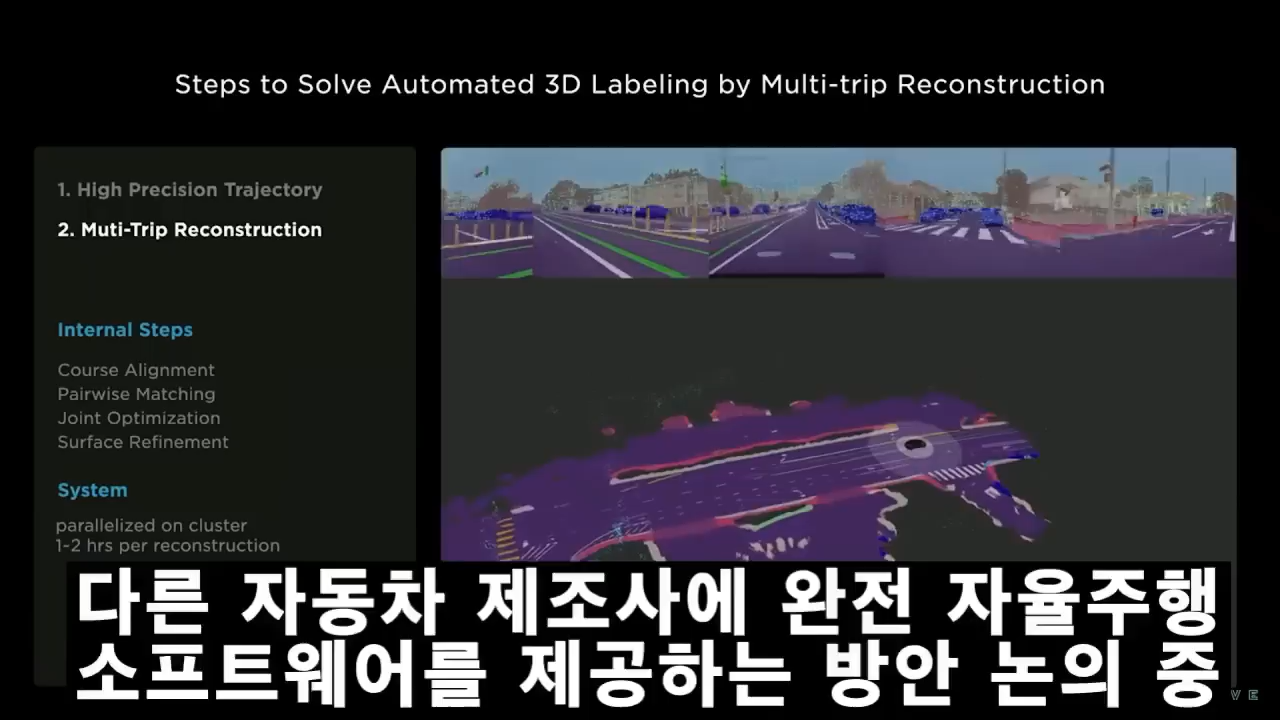 Steps to Solve Automated 3D Labeling by Multi-trip Reconstruction
1. High Precision Trajectory
2. Muti-Trip Reconstruction
Internal Steps
Course Alignment
Pairwise Matching
Joint Optimization
Surface Refinement
System
parallelized on cluster
1-2 hrs per reconstruction
다른 자동차 제조사에 완전 자율주행
소프트웨어를 제공하는 방안 논의 중
V E